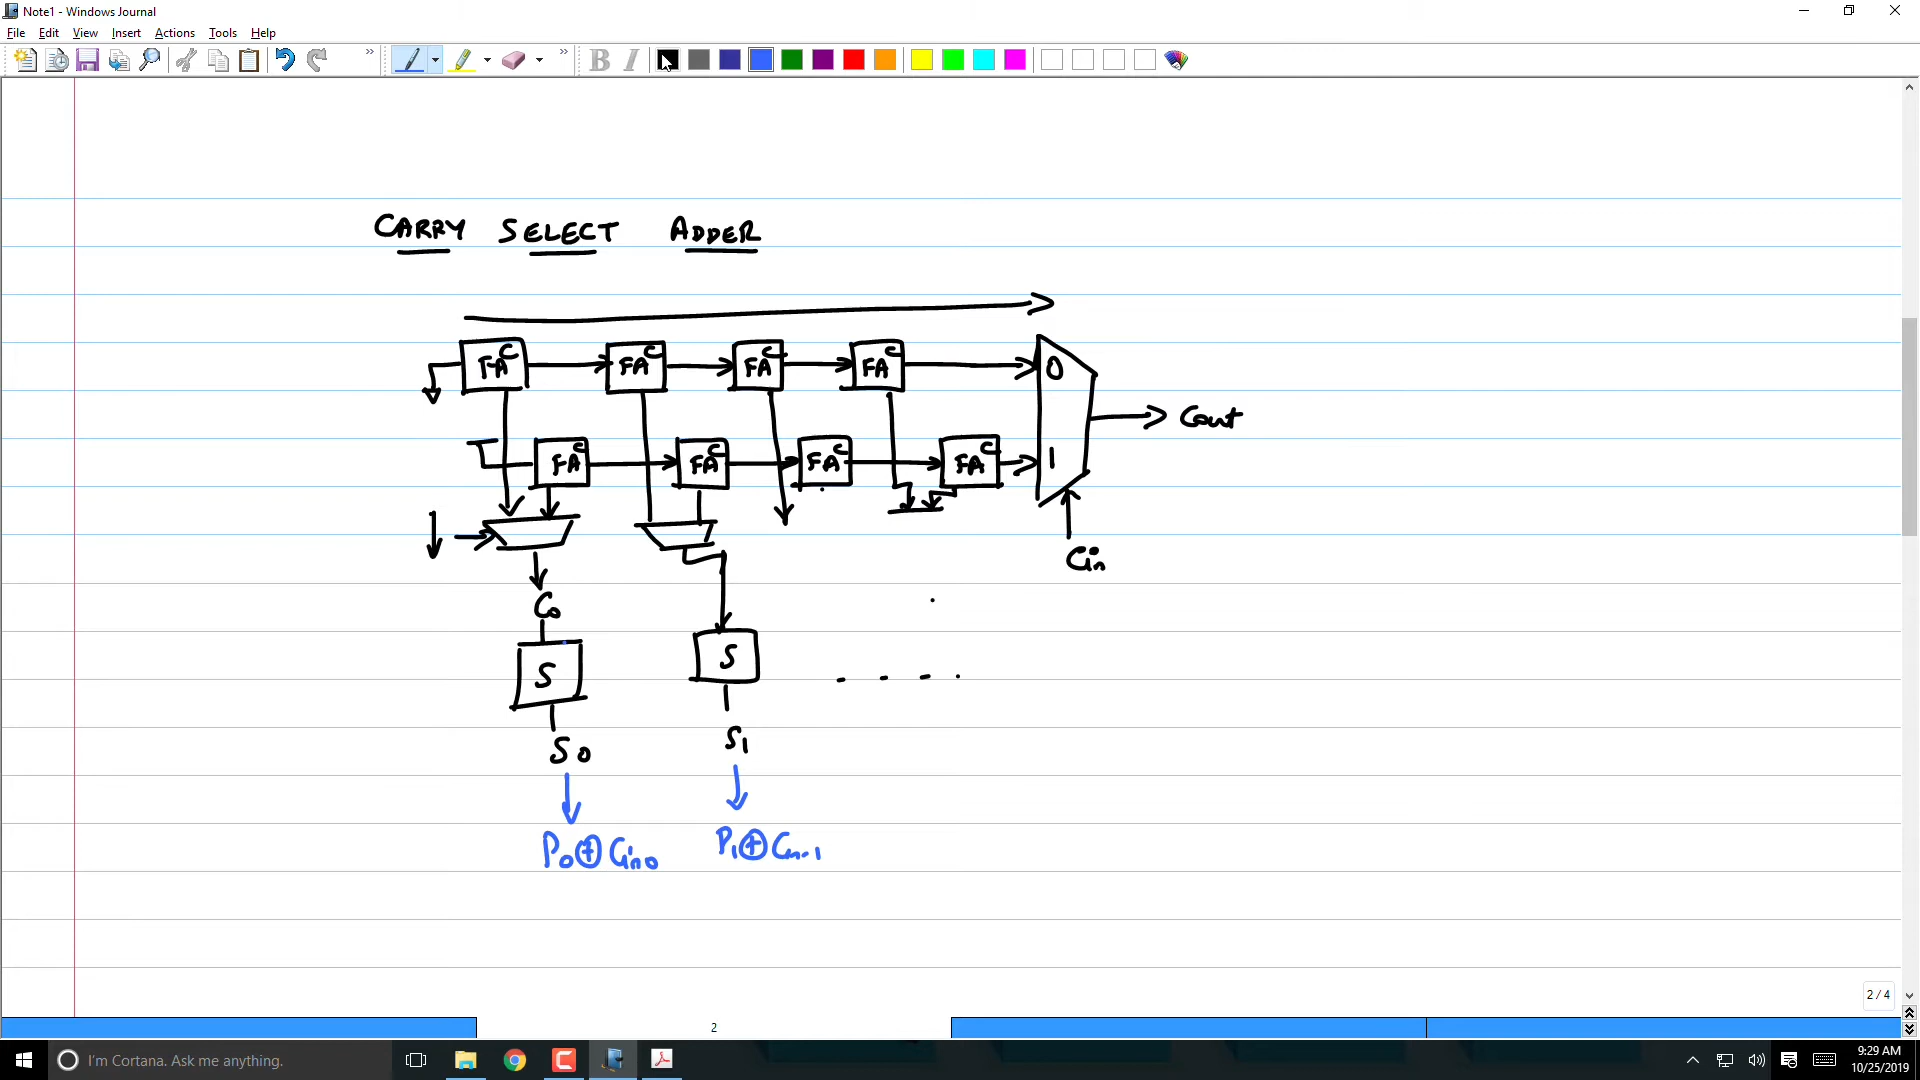 Note1 - Windows Journal
File Edit View Insert Actions Tools Help
B I
CARRY SELECT ADDER
FA C FA C FA C FA C 0
Cout
FA C FA C FA C FA C 1
Cin
C0
S S
S0 S1
P0 ⊕ Cin0 P1 ⊕ Cin-1
2 / 4
2
I'm Cortana. Ask me anything.
9:29 AM
10/25/2019